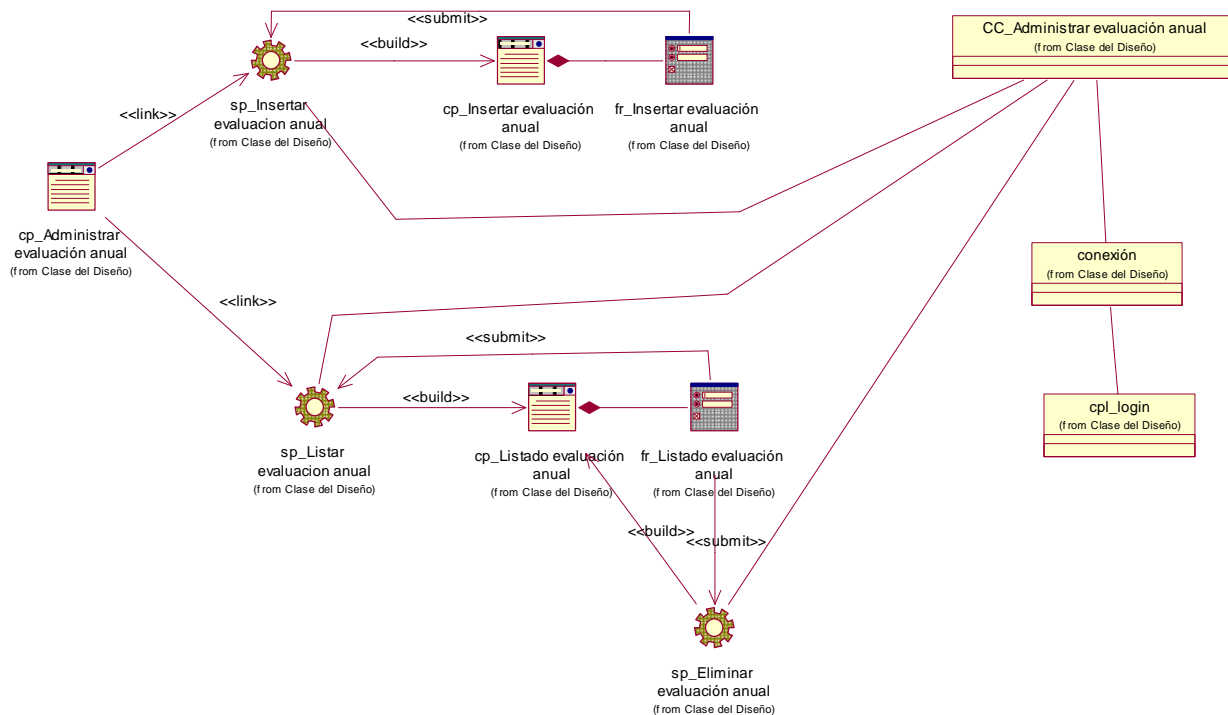 <<submit>>
<<build>>
CC_Administrar evaluación anual
(from Clase del Diseño)
sp_Insertar
evaluacion anual
(from Clase del Diseño)
cp_Insertar evaluación
anual
(from Clase del Diseño)
fr_Insertar evaluación
anual
(from Clase del Diseño)
<<link>>
cp_Administrar
evaluación anual
(from Clase del Diseño)
conexión
(from Clase del Diseño)
<<link>>
<<submit>>
<<build>>
cpl_login
(from Clase del Diseño)
sp_Listar
evaluacion anual
(from Clase del Diseño)
cp_Listado evaluación
anual
(from Clase del Diseño)
fr_Listado evaluación
anual
(from Clase del Diseño)
<<build>>
<<submit>>
sp_Eliminar
evaluación anual
(from Clase del Diseño)